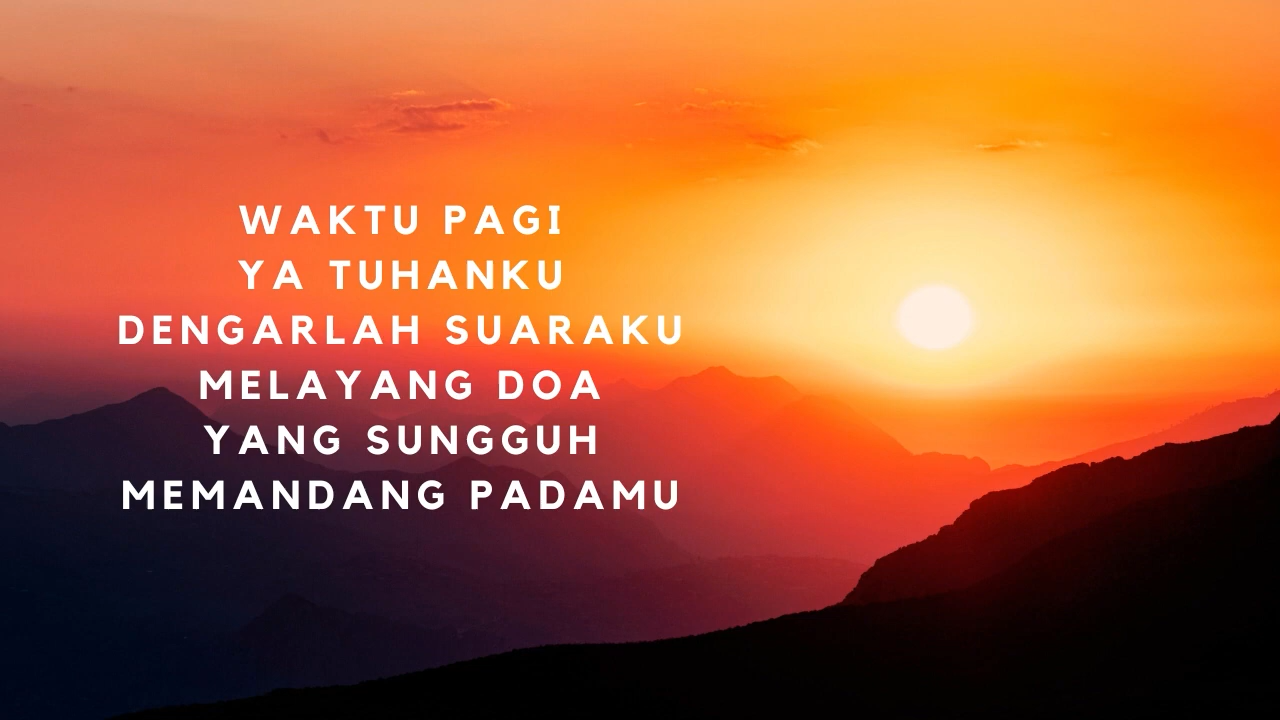 WAKTU PAGI
YA TUHANKU
DENGARLAH SUARAKU
MELAYANG DOA
YANG SUNGGUH
MEMANDANG PADAMU